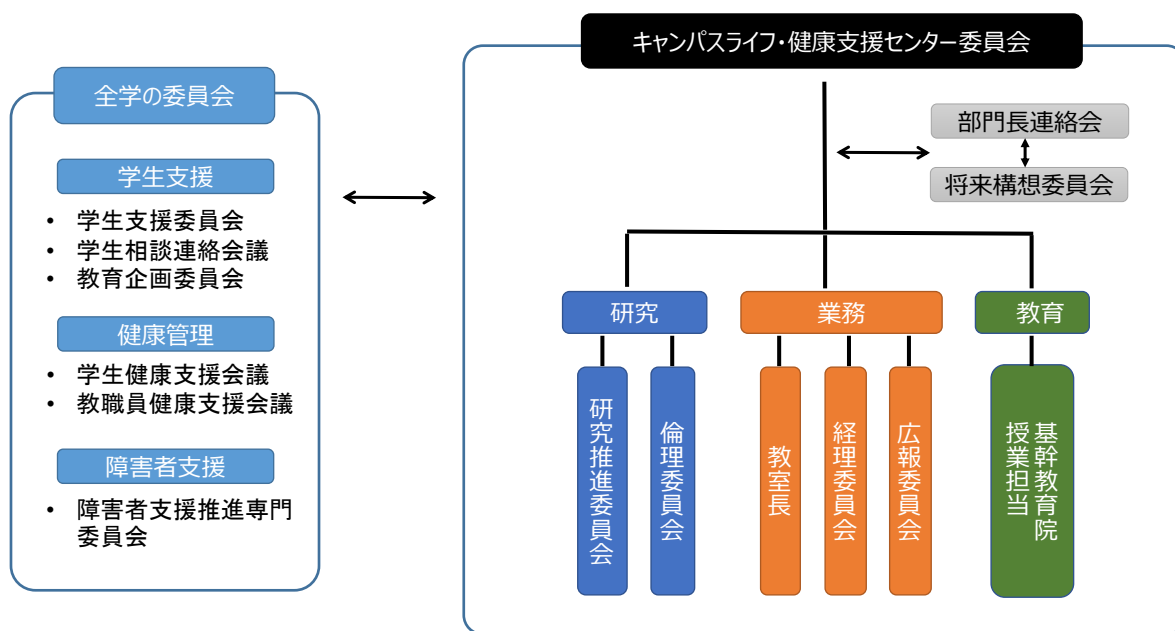 全学の委員会
学生支援
• 学生支援委員会
• 学生相談連絡会議
• 教育企画委員会
健康管理
• 学生健康支援会議
• 教職員健康支援会議
障害者支援
• 障害者支援推進専門
委員会
キャンパスライフ・健康支援センター委員会
部門長連絡会
将来構想委員会
研究
研究推進委員会
倫理委員会
業務
教室長
経理委員会
広報委員会
教育
基幹教育院
授業担当